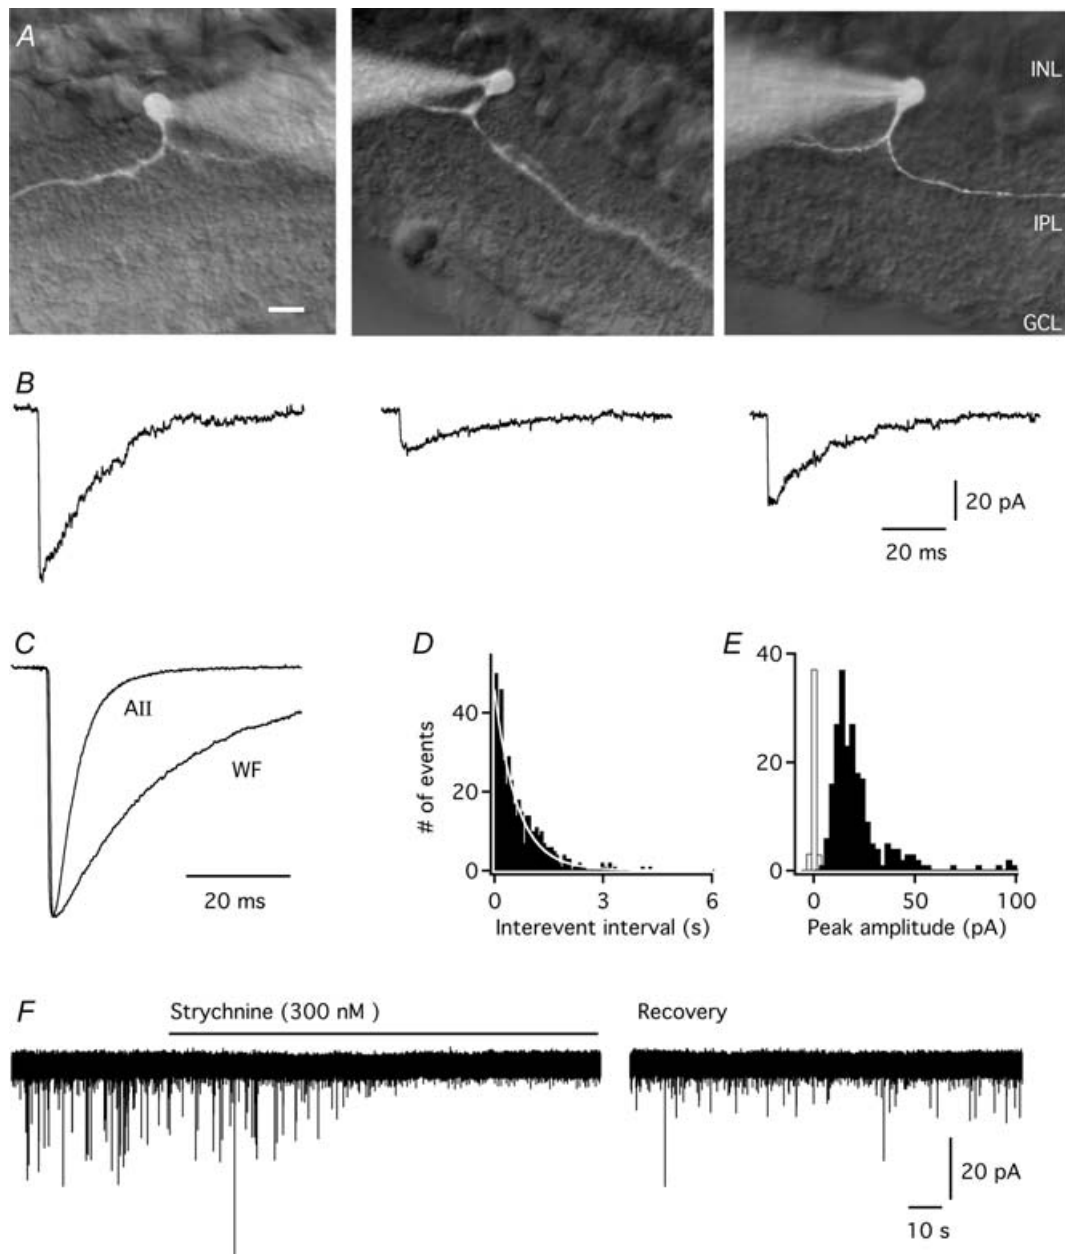 A
INL
IPL
GCL
B
20 pA
20 ms
C
AII
WF
20 ms
D
# of events
40
20
0
0 3 6
Interevent interval (s)
E
40
20
0
0 50 100
Peak amplitude (pA)
F
Strychnine (300 nM )
Recovery
20 pA
10 s